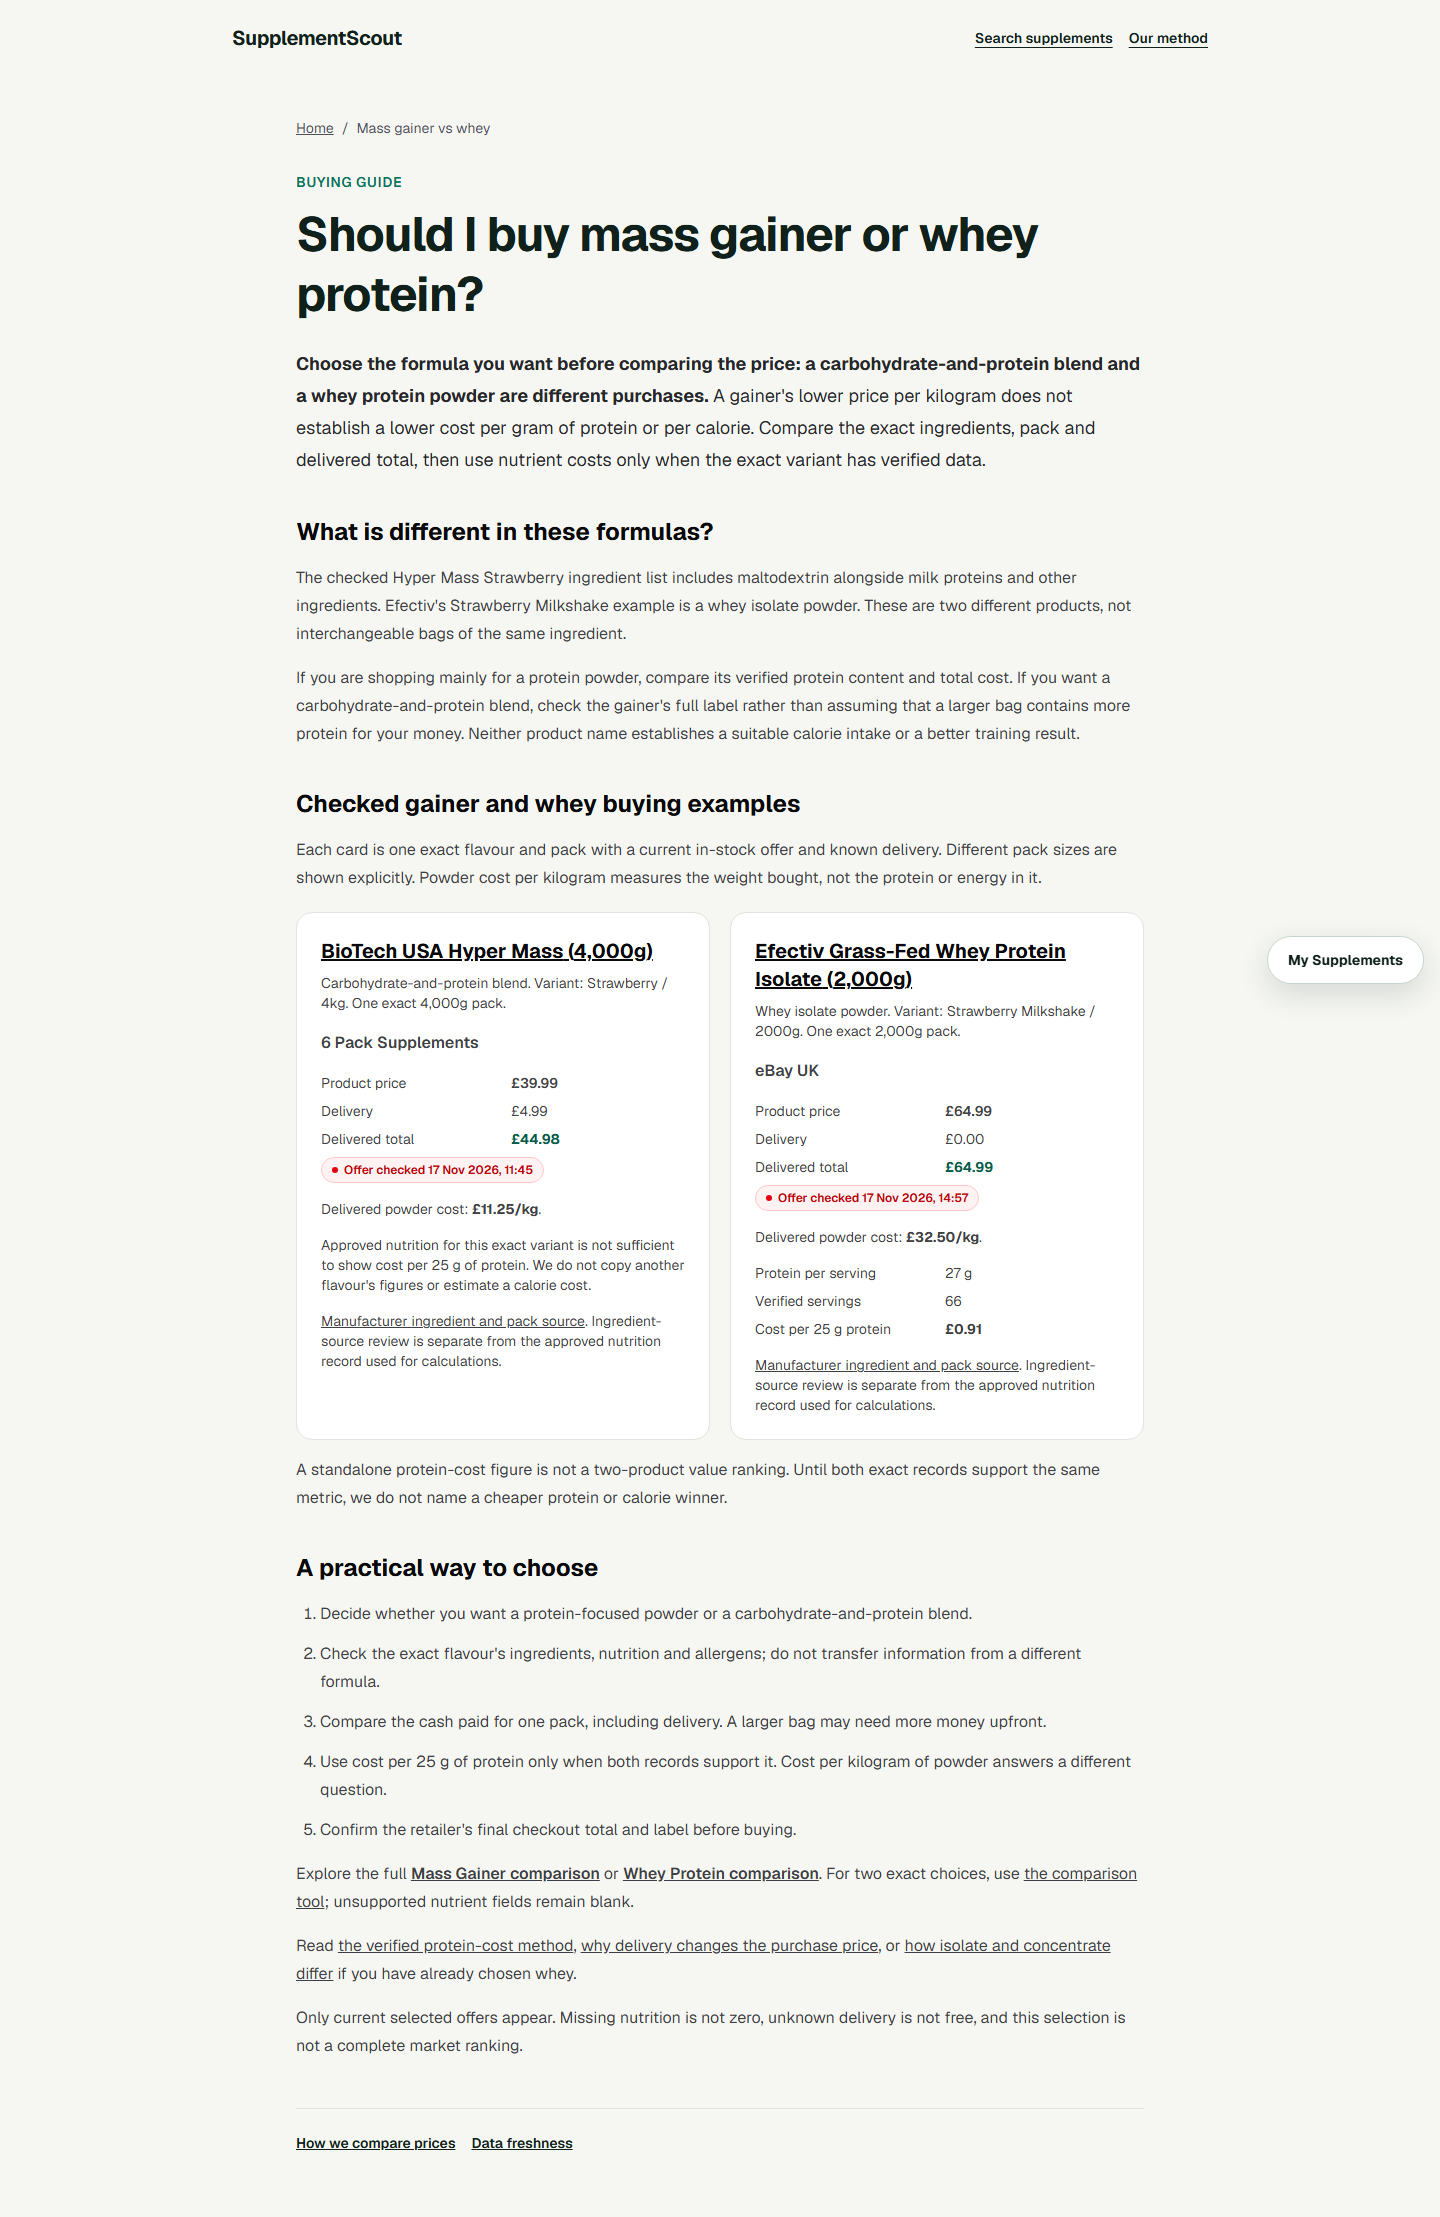 SupplementScout
Search supplements
Our method
Home / Mass gainer vs whey
BUYING GUIDE
Should I buy mass gainer or whey
protein?
Choose the formula you want before comparing the price: a carbohydrate-and-protein blend and
a whey protein powder are different purchases. A gainer's lower price per kilogram does not
establish a lower cost per gram of protein or per calorie. Compare the exact ingredients, pack and
delivered total, then use nutrient costs only when the exact variant has verified data.
What is different in these formulas?
The checked Hyper Mass Strawberry ingredient list includes maltodextrin alongside milk proteins and other
ingredients. Efectiv's Strawberry Milkshake example is a whey isolate powder. These are two different products, not
interchangeable bags of the same ingredient.
If you are shopping mainly for a protein powder, compare its verified protein content and total cost. If you want a
carbohydrate-and-protein blend, check the gainer's full label rather than assuming that a larger bag contains more
protein for your money. Neither product name establishes a suitable calorie intake or a better training result.
Checked gainer and whey buying examples
Each card is one exact flavour and pack with a current in-stock offer and known delivery. Different pack sizes are
shown explicitly. Powder cost per kilogram measures the weight bought, not the protein or energy in it.
BioTech USA Hyper Mass (4,000g)
Carbohydrate-and-protein blend. Variant: Strawberry /
4kg. One exact 4,000g pack.
6 Pack Supplements
Product price £39.99
Delivery £4.99
Delivered total £44.98
Offer checked 17 Nov 2026, 11:45
Delivered powder cost: £11.25/kg.
Approved nutrition for this exact variant is not sufficient
to show cost per 25 g of protein. We do not copy another
flavour's figures or estimate a calorie cost.
Manufacturer ingredient and pack source. Ingredient-
source review is separate from the approved nutrition
record used for calculations.
Efectiv Grass-Fed Whey Protein
Isolate (2,000g)
Whey isolate powder. Variant: Strawberry Milkshake /
2000g. One exact 2,000g pack.
eBay UK
Product price £64.99
Delivery £0.00
Delivered total £64.99
Offer checked 17 Nov 2026, 14:57
Delivered powder cost: £32.50/kg.
Protein per serving 27 g
Verified servings 66
Cost per 25 g protein £0.91
Manufacturer ingredient and pack source. Ingredient-
source review is separate from the approved nutrition
record used for calculations.
My Supplements
A standalone protein-cost figure is not a two-product value ranking. Until both exact records support the same
metric, we do not name a cheaper protein or calorie winner.
A practical way to choose
1. Decide whether you want a protein-focused powder or a carbohydrate-and-protein blend.
2. Check the exact flavour's ingredients, nutrition and allergens; do not transfer information from a different
formula.
3. Compare the cash paid for one pack, including delivery. A larger bag may need more money upfront.
4. Use cost per 25 g of protein only when both records support it. Cost per kilogram of powder answers a different
question.
5. Confirm the retailer's final checkout total and label before buying.
Explore the full Mass Gainer comparison or Whey Protein comparison. For two exact choices, use the comparison
tool; unsupported nutrient fields remain blank.
Read the verified protein-cost method, why delivery changes the purchase price, or how isolate and concentrate
differ if you have already chosen whey.
Only current selected offers appear. Missing nutrition is not zero, unknown delivery is not free, and this selection is
not a complete market ranking.
How we compare prices
Data freshness